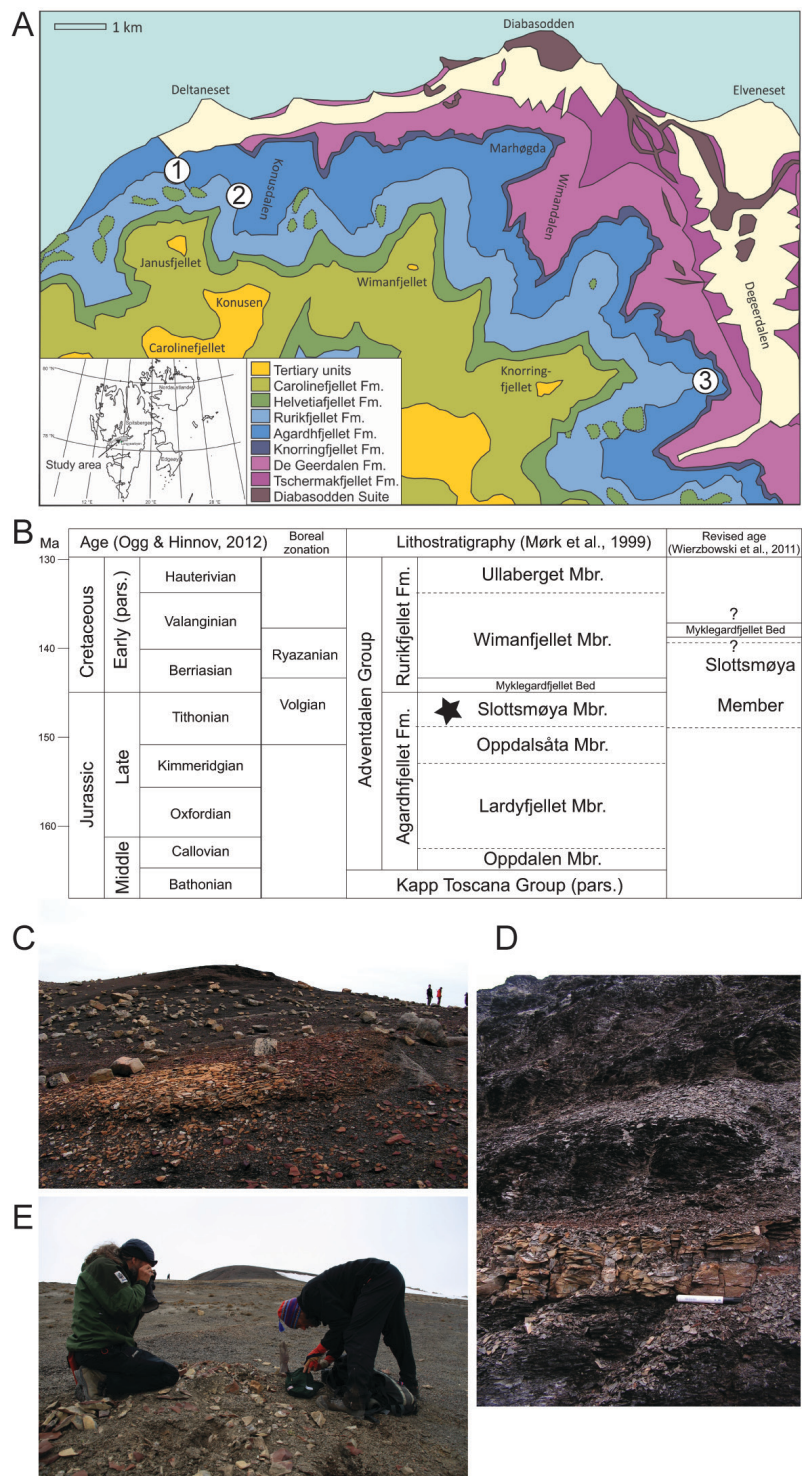 A
1 km
Diabasodden
Deltaneset
Elveneset
Marhøgda
1
2
Konusdalen
Wimandalen
Janusfjellet
Wimanfjellet
Konusen
Degeerdalen
Carolinefjellet
Knorring-
fjellet
3
Study area
Tertiary units
Carolinefjellet Fm.
Helvetiafjellet Fm.
Rurikfjellet Fm.
Agardhfjellet Fm.
Knorringfjellet Fm.
De Geerdalen Fm.
Tschermakfjellet Fm.
Diabasodden Suite
B
Ma
Age (Ogg & Hinnov, 2012)
Boreal
zonation
Lithostratigraphy (Mørk et al., 1999)
Revised age
(Wierzbowski et al., 2011)
130
140
150
160
Cretaceous
Jurassic
Early (pars.)
Late
Middle
Hauterivian
Valanginian
Berriasian
Tithonian
Kimmeridgian
Oxfordian
Callovian
Bathonian
Ryazanian
Volgian
Adventdalen Group
Rurikfjellet Fm.
Agardhfjellet Fm.
Ullaberget Mbr.
Wimanfjellet Mbr.
Myklegardfjellet Bed
Slottsmøya Mbr.
Oppdalsåta Mbr.
Lardyfjellet Mbr.
Oppdalen Mbr.
Kapp Toscana Group (pars.)
?
Myklegardfjellet Bed
?
Slottsmøya
Member
C
D
E